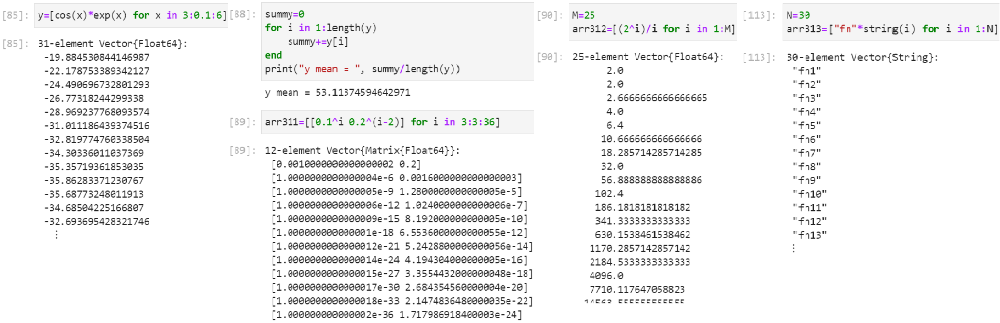 [85]: y=[cos(x)*exp(x) for x in 3:0.1:6]
[85]: 31-element Vector{Float64}:
-19.884530844146987
-22.178753389342127
-24.490696732801293
-26.77318244299338
-28.969237768093574
-31.011186439374516
-32.819774760338504
-34.30336011037369
-35.35719361853035
-35.86283371230767
-35.68773248011913
-34.68504225166807
-32.693695428321746
⋮
[88]: summy=0
for i in 1:length(y)
summy+=y[i]
end
print("y mean = ", summy/length(y))
y mean = 53.11374594642971
[89]: arr311=[[0.1^i 0.2^(i-2)] for i in 3:3:36]
[89]: 12-element Vector{Matrix{Float64}}:
[0.0010000000000000002 0.2]
[1.0000000000000004e-6 0.0016000000000000003]
[1.0000000000000005e-9 1.2800000000000005e-5]
[1.0000000000000006e-12 1.0240000000000006e-7]
[1.0000000000000009e-15 8.192000000000005e-10]
[1.000000000000001e-18 6.5536000000000055e-12]
[1.0000000000000012e-21 5.2428800000000056e-14]
[1.0000000000000014e-24 4.194304000000005e-16]
[1.0000000000000015e-27 3.3554432000000048e-18]
[1.0000000000000017e-30 2.684354560000004e-20]
[1.0000000000000018e-33 2.1474836480000035e-22]
[1.000000000000002e-36 1.717986918400003e-24]
[90]: M=25
arr312=[(2^i)/i for i in 1:M]
[90]: 25-element Vector{Float64}:
2.0
2.0
2.6666666666666665
4.0
6.4
10.666666666666666
18.285714285714285
32.0
56.888888888888886
102.4
186.1818181818182
341.3333333333333
630.1538461538462
1170.2857142857142
2184.5333333333333
4096.0
7710.117647058823
14563.555555555555
[113]: N=30
arr313=["fn"*string(i) for i in 1:N]
[113]: 30-element Vector{String}:
"fn1"
"fn2"
"fn3"
"fn4"
"fn5"
"fn6"
"fn7"
"fn8"
"fn9"
"fn10"
"fn11"
"fn12"
"fn13"
⋮